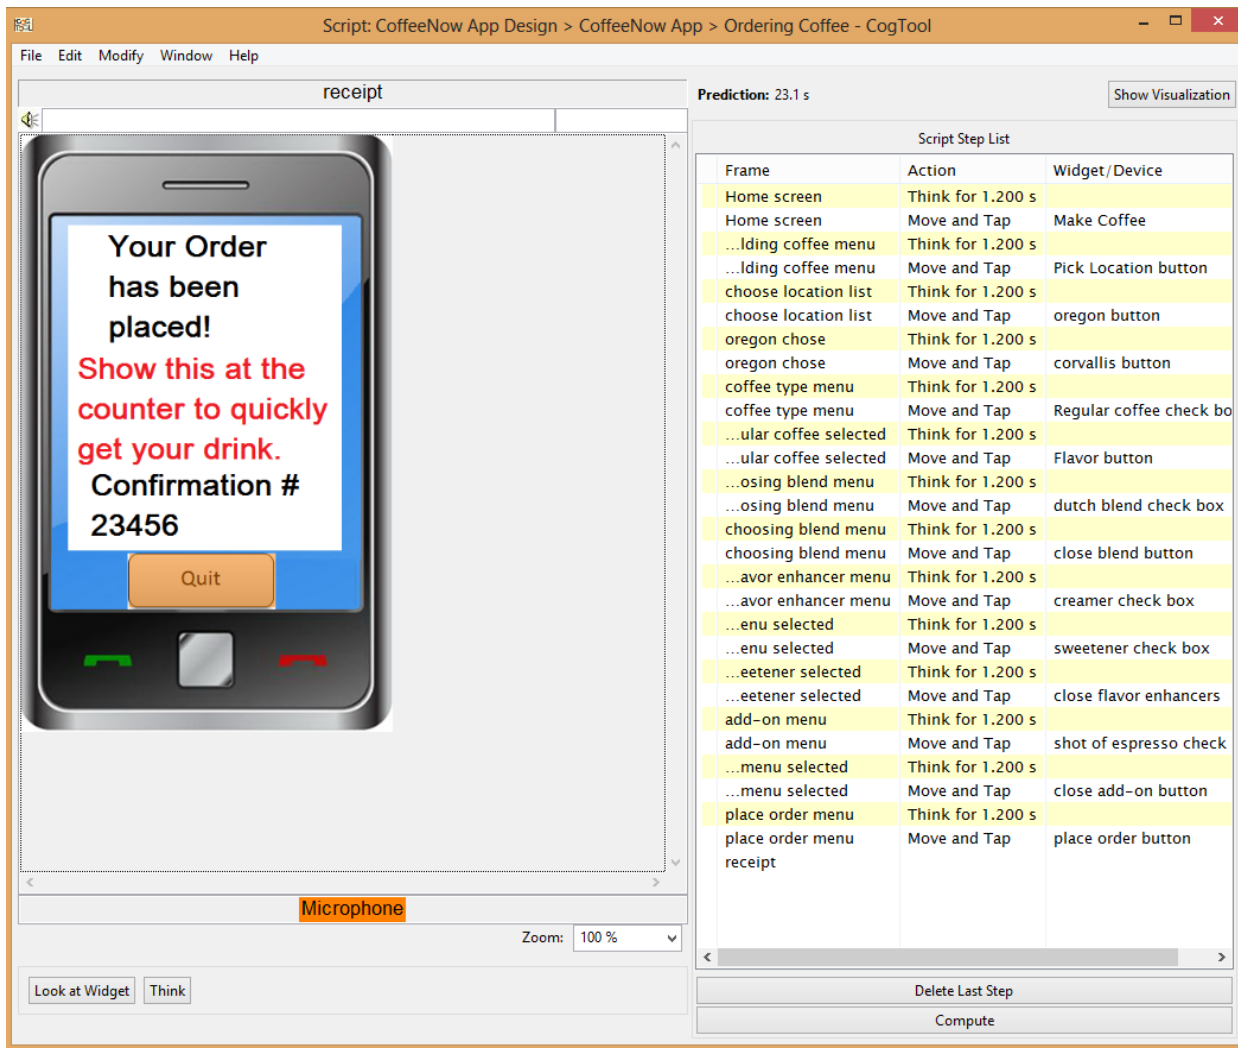 Script: CoffeeNow App Design > CoffeeNow App > Ordering Coffee - CogTool
File Edit Modify Window Help
receipt
Your Order
has been
placed!
Show this at the
counter to quickly
get your drink.
Confirmation #
23456
Quit
Microphone
Zoom: 100 %
Look at Widget Think
Prediction: 23.1 s Show Visualization
Script Step List
Frame Action Widget/Device
Home screen Think for 1.200 s
Home screen Move and Tap Make Coffee
...lding coffee menu Think for 1.200 s
...lding coffee menu Move and Tap Pick Location button
choose location list Think for 1.200 s
choose location list Move and Tap oregon button
oregon chose Think for 1.200 s
oregon chose Move and Tap corvallis button
coffee type menu Think for 1.200 s
coffee type menu Move and Tap Regular coffee check bo
...ular coffee selected Think for 1.200 s
...ular coffee selected Move and Tap Flavor button
...osing blend menu Think for 1.200 s
...osing blend menu Move and Tap dutch blend check box
choosing blend menu Think for 1.200 s
choosing blend menu Move and Tap close blend button
...avor enhancer menu Think for 1.200 s
...avor enhancer menu Move and Tap creamer check box
...enu selected Think for 1.200 s
...enu selected Move and Tap sweetener check box
...eetener selected Think for 1.200 s
...eetener selected Move and Tap close flavor enhancers
add-on menu Think for 1.200 s
add-on menu Move and Tap shot of espresso check
...menu selected Think for 1.200 s
...menu selected Move and Tap close add-on button
place order menu Think for 1.200 s
place order menu Move and Tap place order button
receipt
Delete Last Step
Compute